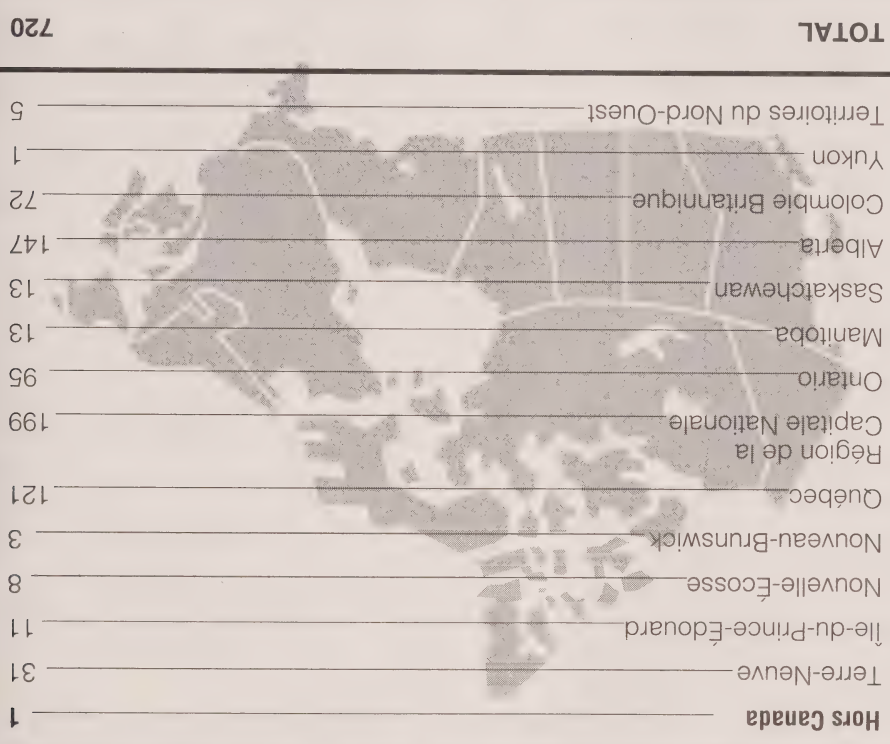 TOTAL 720
Territoires du Nord-Ouest 5
Yukon 1
Colombie Britannique 72
Alberta 147
Saskatchewan 13
Manitoba 13
Ontario 95
Région de la
Capitale Nationale 199
Québec 121
Nouveau-Brunswick 3
Nouvelle-Écosse 8
Île-du-Prince-Édouard 11
Terre-Neuve 31
Hors Canada 1